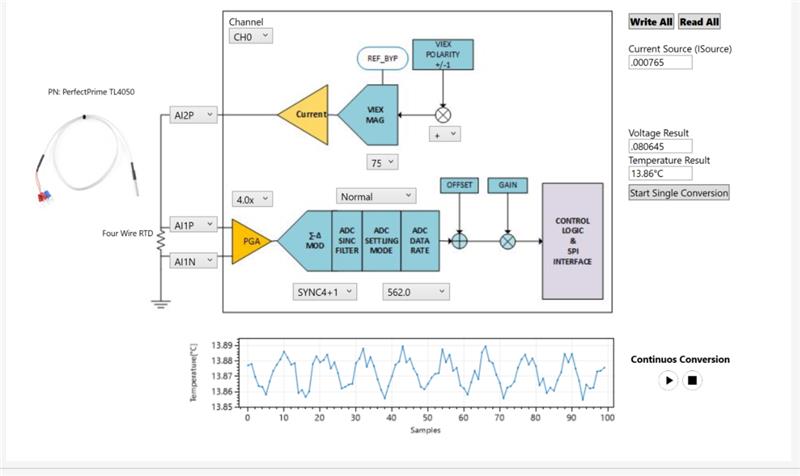 Channel
CH0
Write All
Read All
Current Source (ISource)
.000765
REF_BYP
VIEX
POLARITY
+/-1
PN: PerfectPrime TL4050
AI2P
Current
VIEX
MAG
+
75
Voltage Result
.080645
Temperature Result
13.86°C
Start Single Conversion
4.0x
Normal
OFFSET
GAIN
AI1P
Four Wire RTD
AI1N
PGA
Σ-Δ
MOD
ADC
SINC
FILTER
ADC
SETTLING
MODE
ADC
DATA
RATE
CONTROL
LOGIC
&
SPI
INTERFACE
SYNC4+1
562.0
Temperature[°C]
13.89
13.88
13.87
13.86
13.85
0 10 20 30 40 50 60 70 80 90 100
Samples
Continuos Conversion